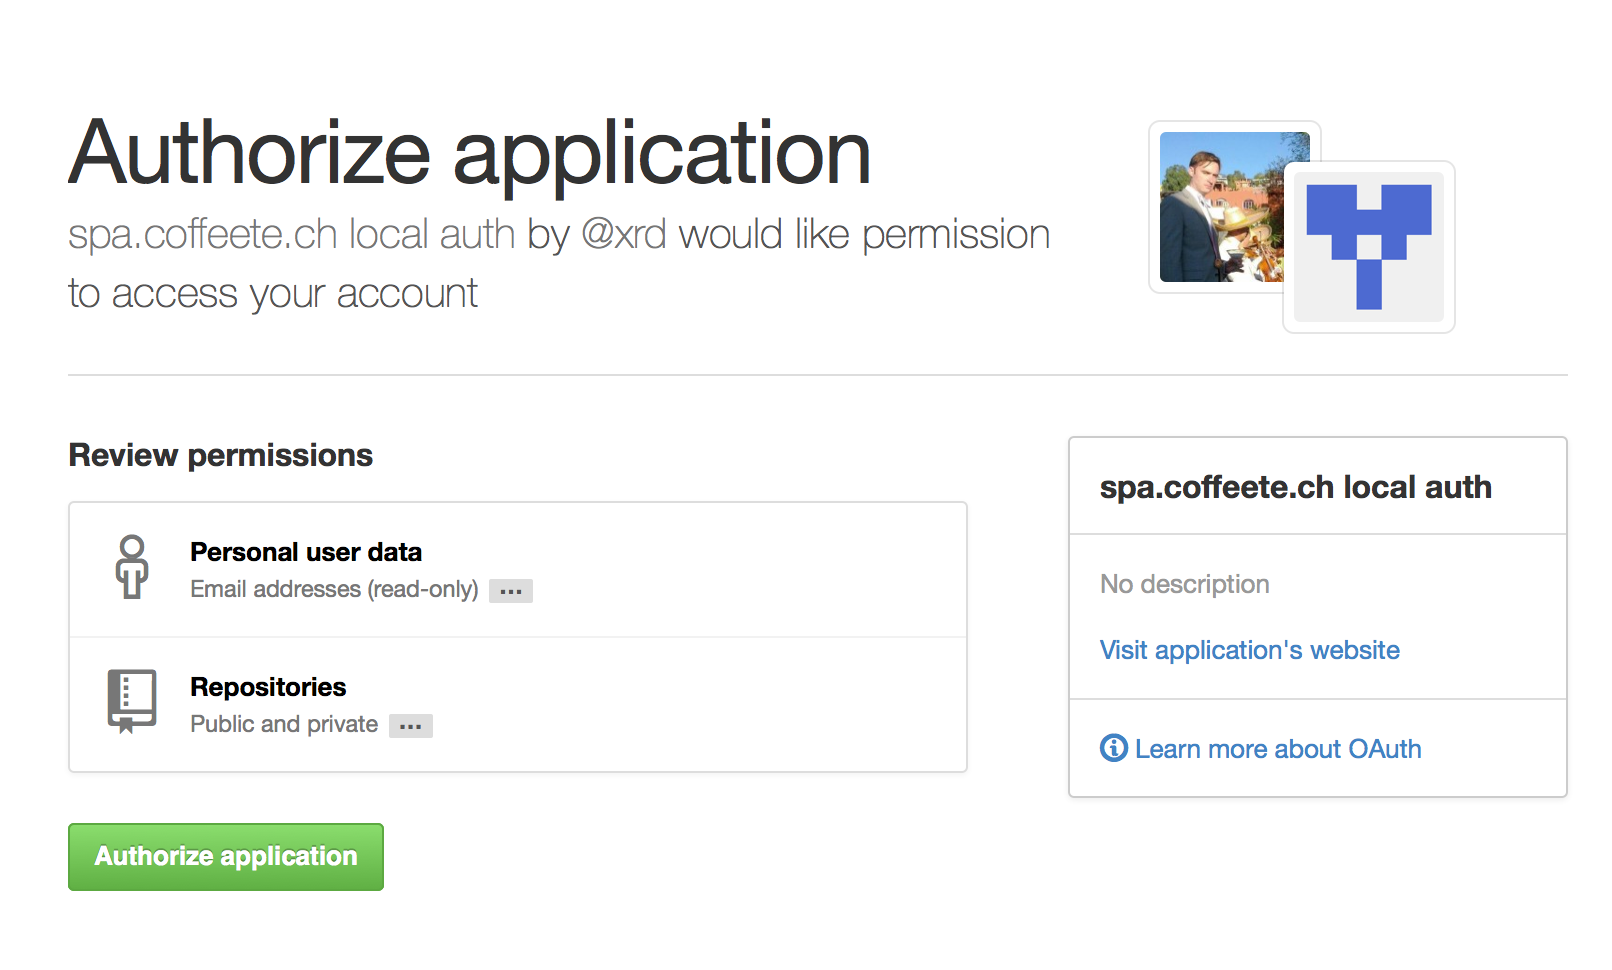 Authorize application
spa.coffeete.ch local auth by @xrd would like permission
to access your account
Review permissions
Personal user data
Email addresses (read-only) ...
Repositories
Public and private ...
Authorize application
spa.coffeete.ch local auth
No description
Visit application's website
Learn more about OAuth